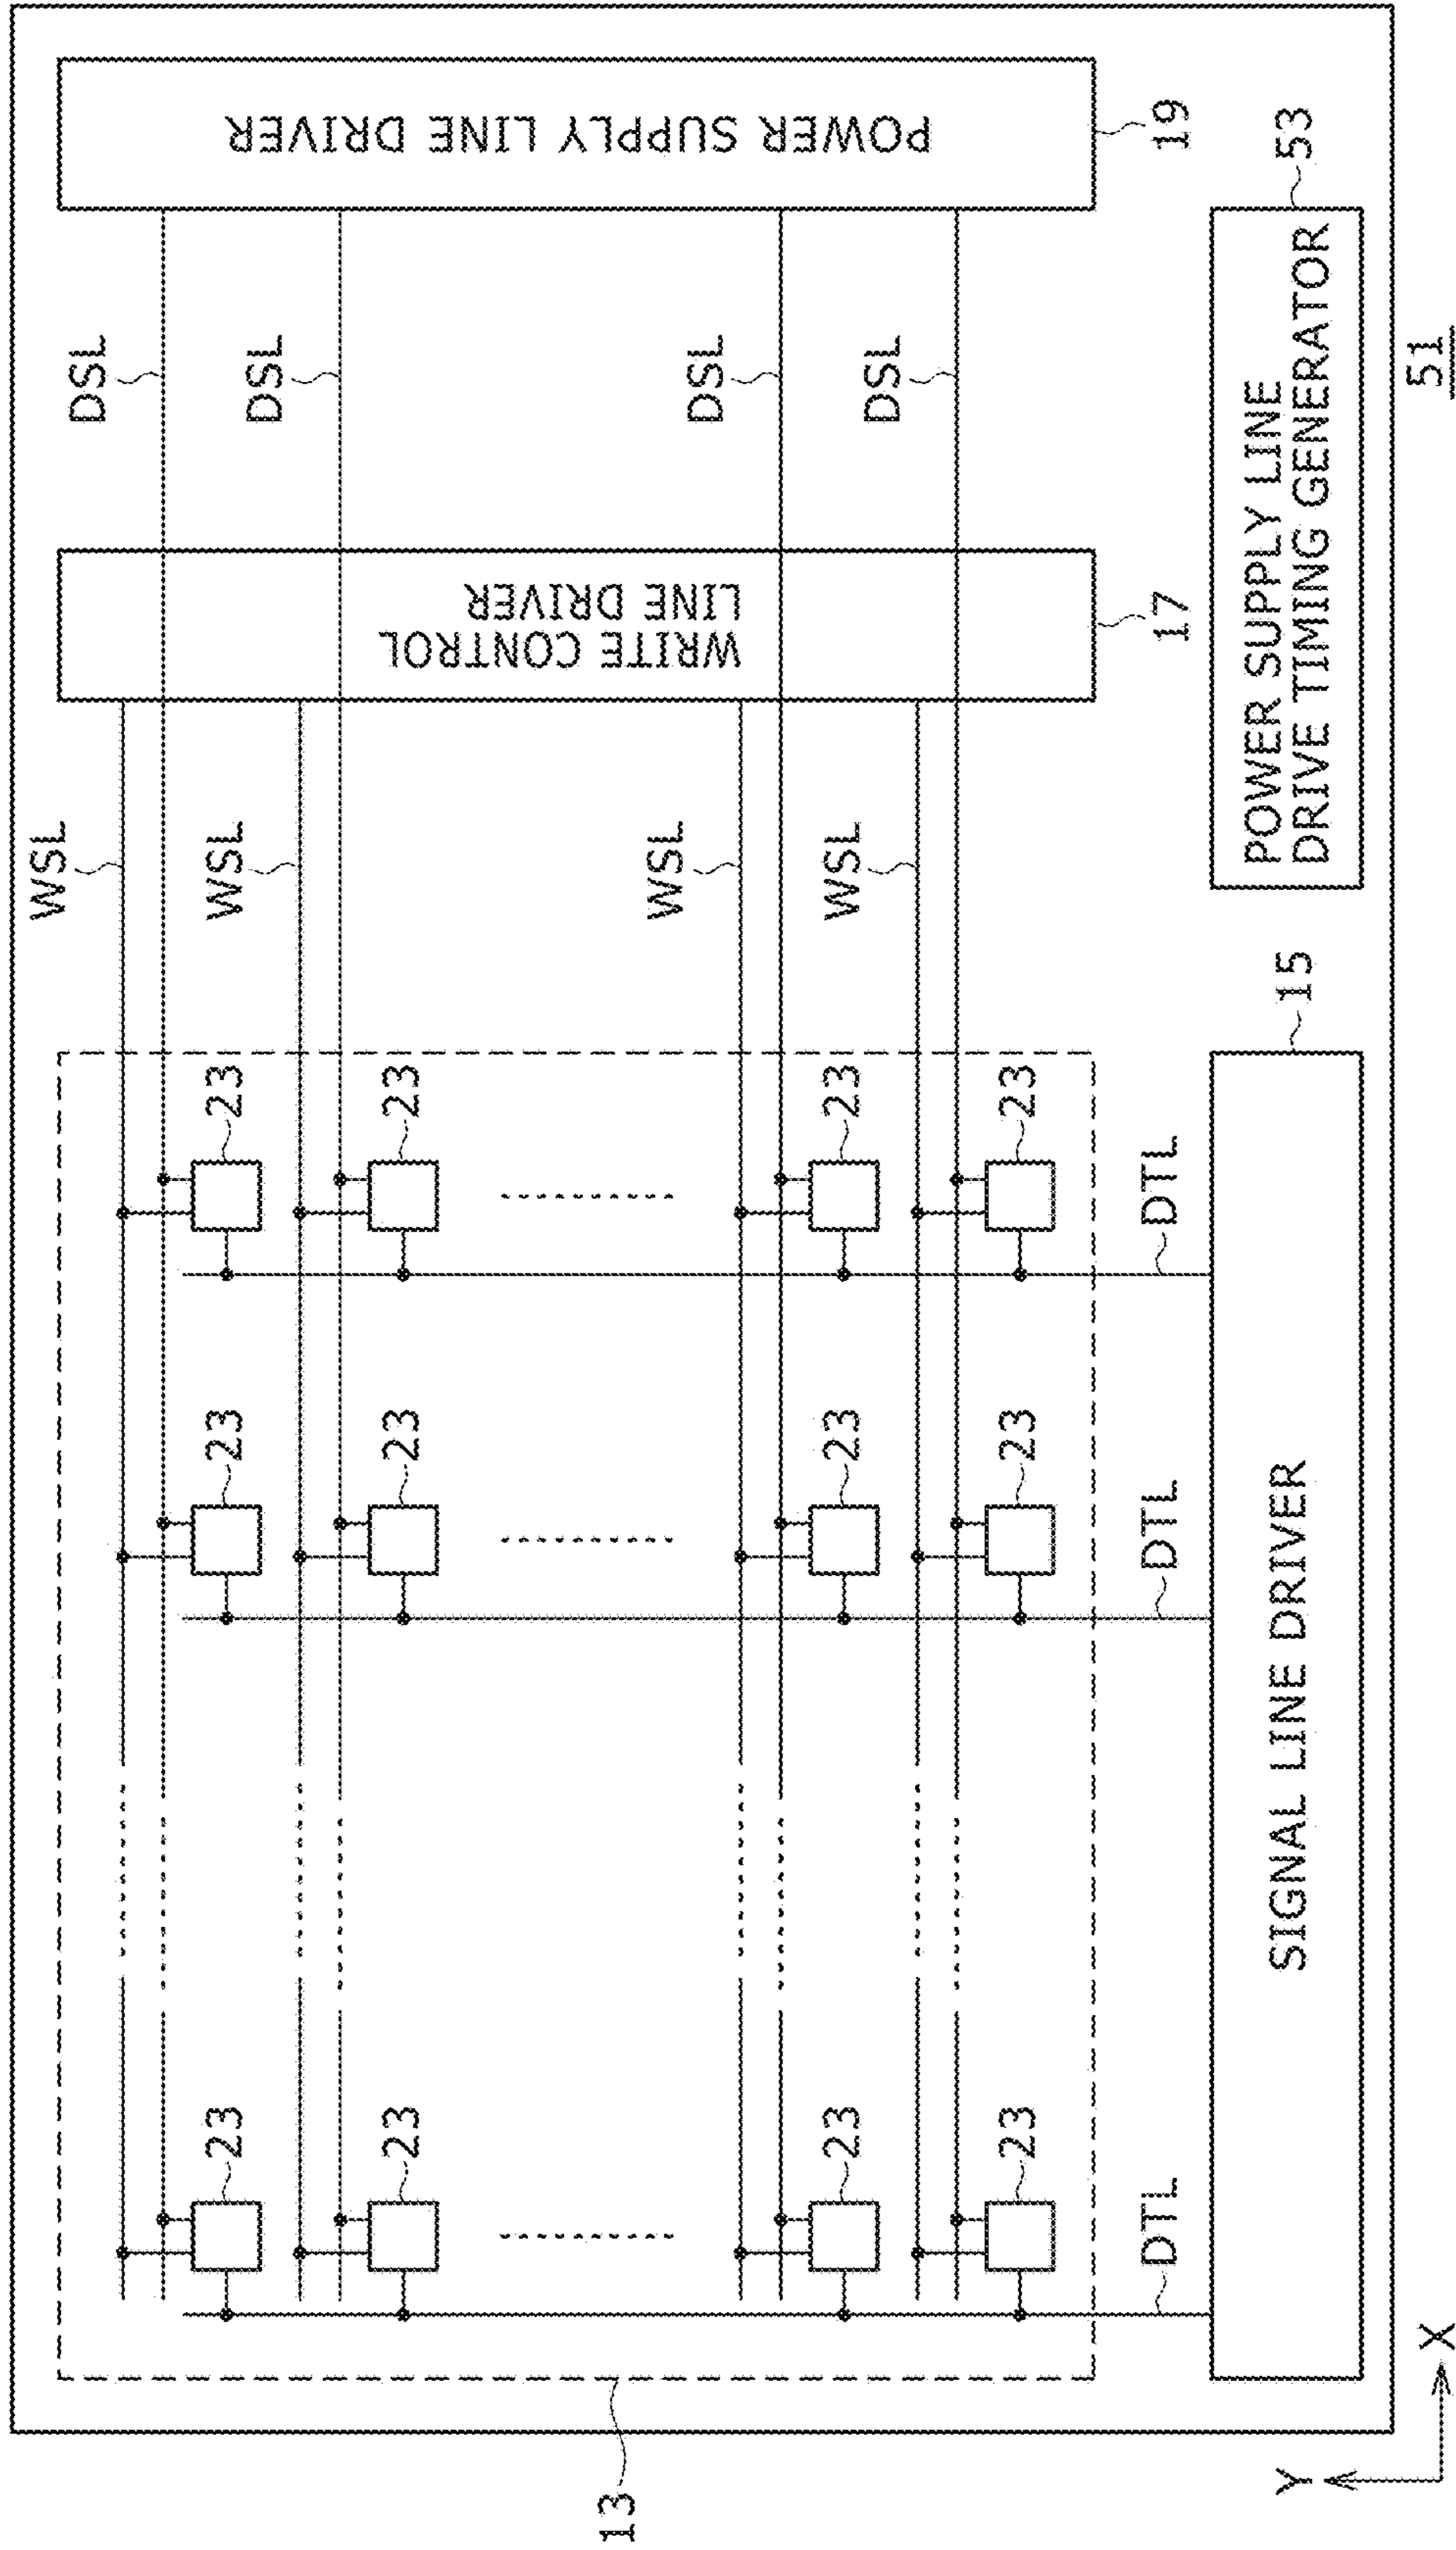 WSL
DSL
WSL
DSL
WSL
DSL
WSL
DSL
23
23
23
23
23
23
23
23
23
23
23
23
DTL
DTL
DTL
13
WRITE CONTROL
LINE DRIVER
17
POWER SUPPLY LINE DRIVER
19
SIGNAL LINE DRIVER
15
POWER SUPPLY LINE
DRIVE TIMING GENERATOR
53
51
Y
X